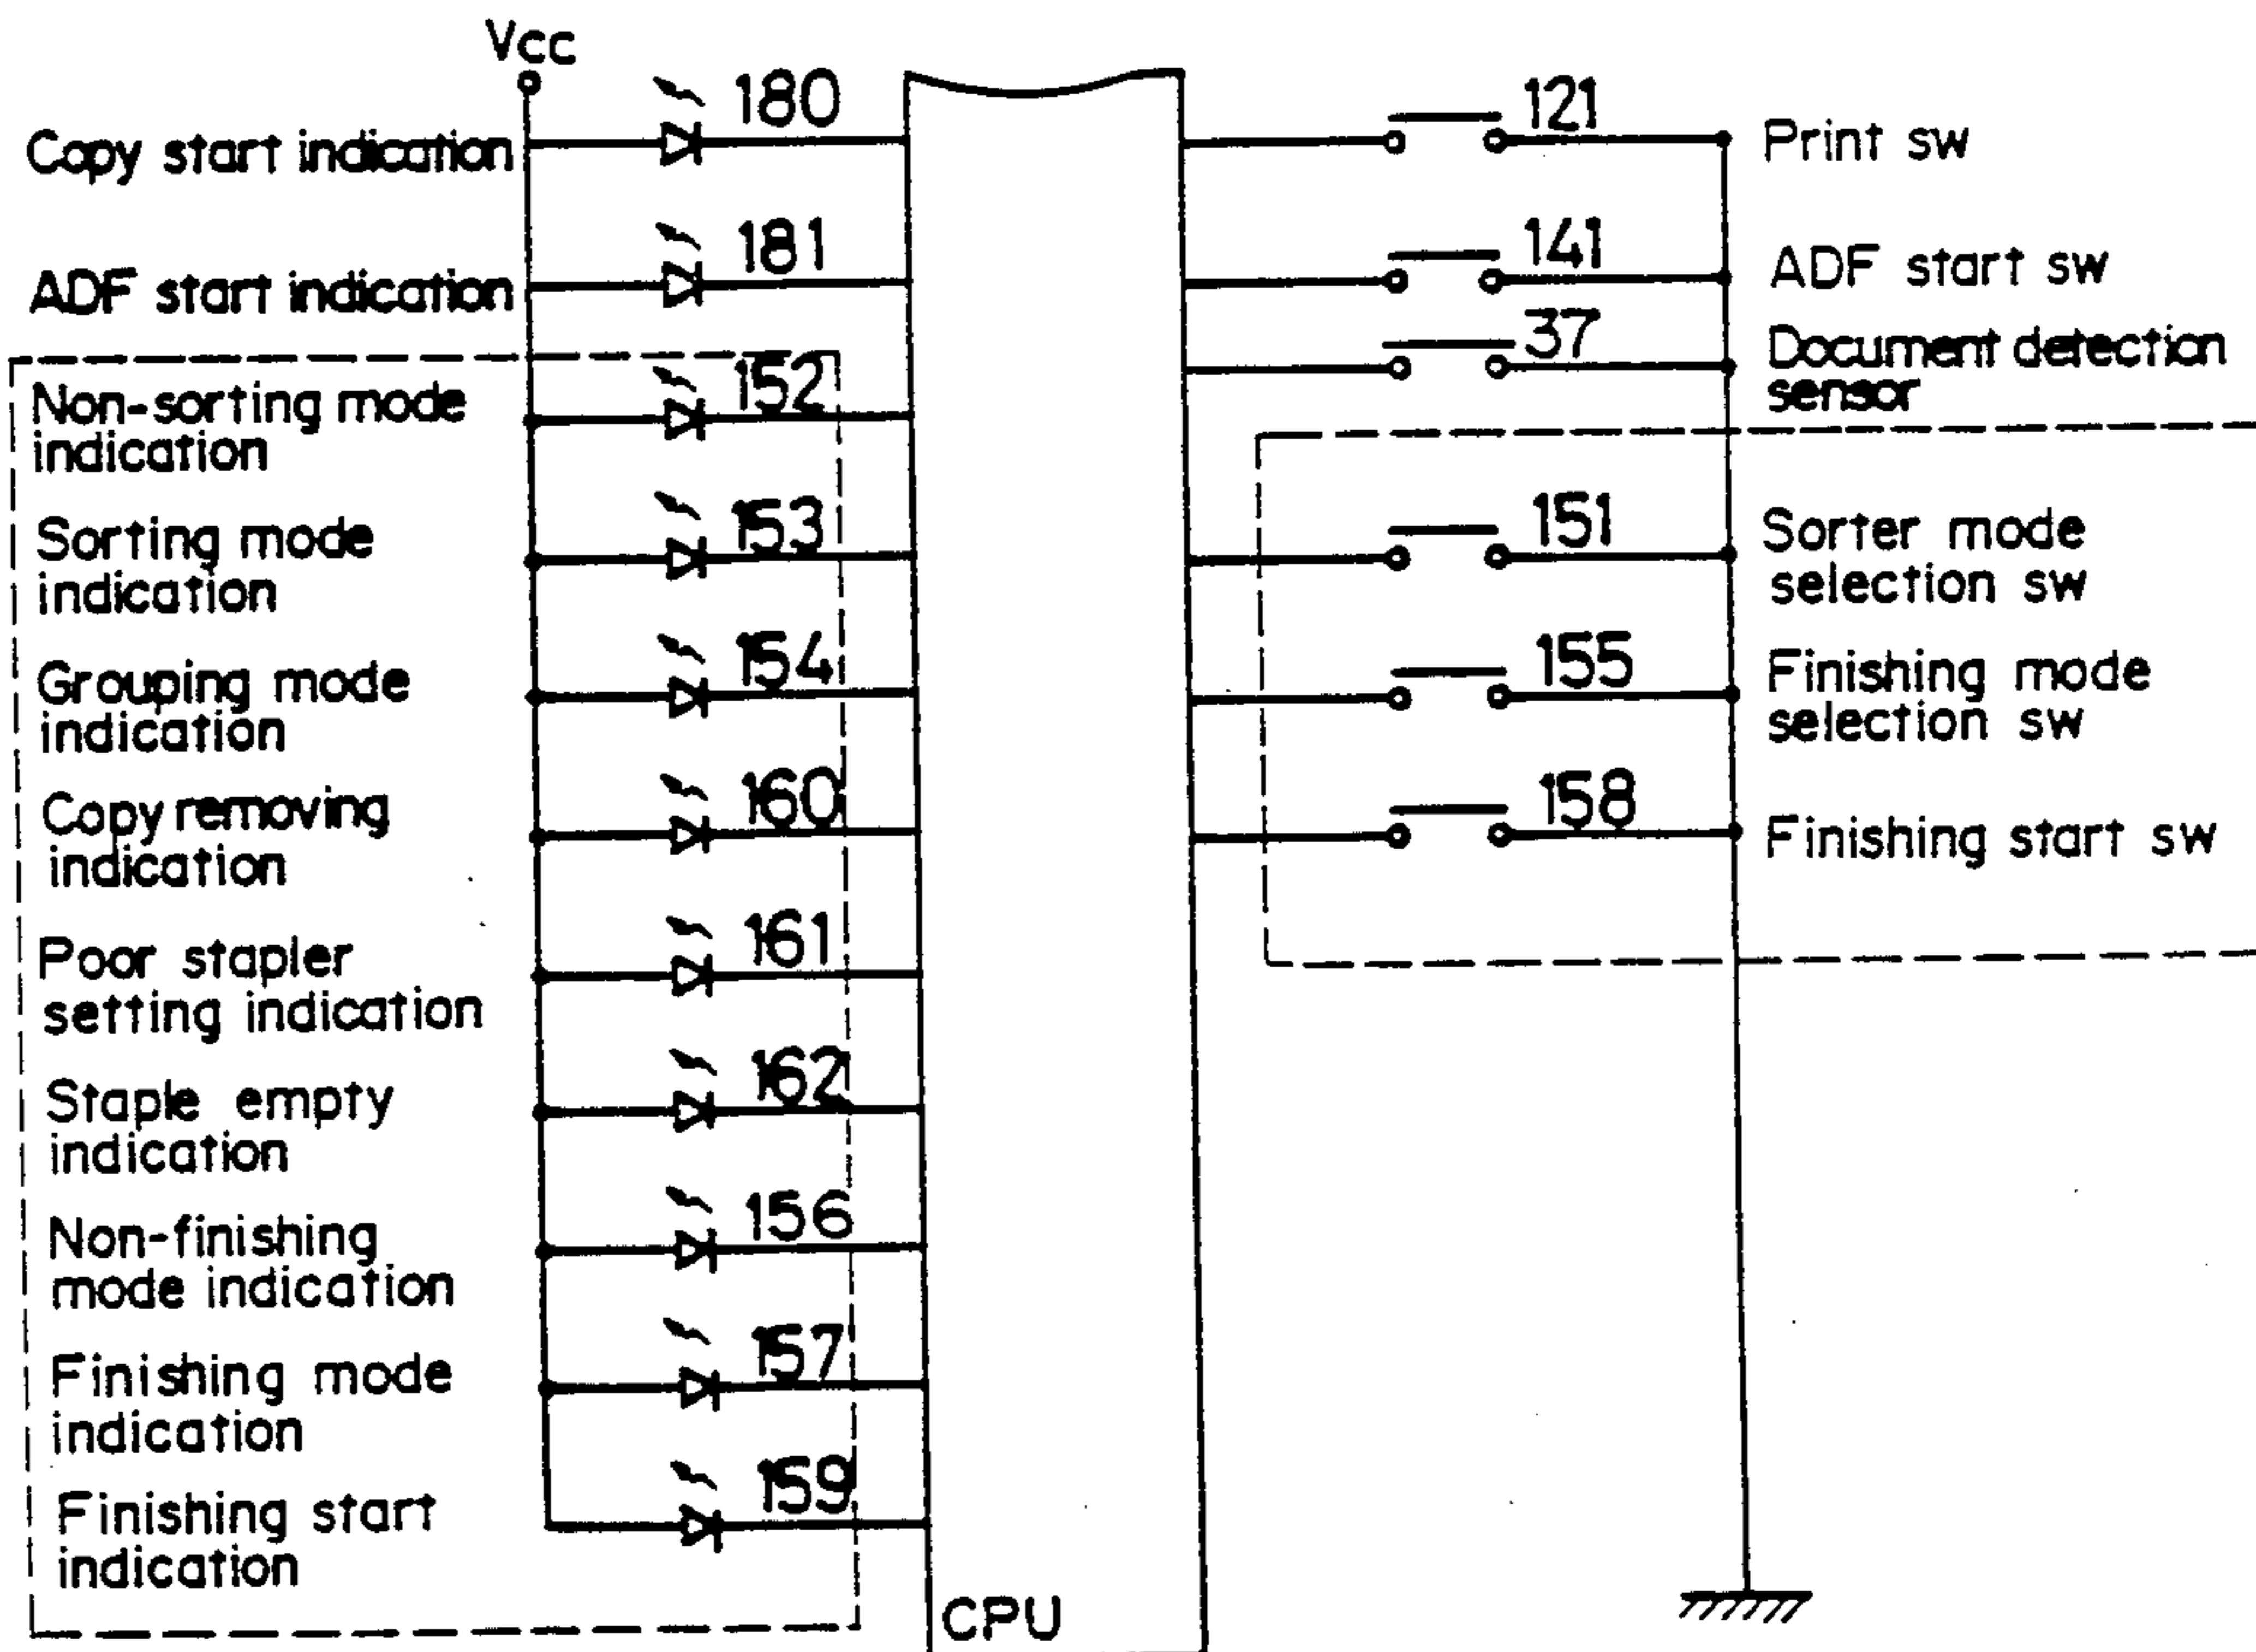 Vcc
Copy start indication
180
ADF start indication
181
Non-sorting mode
indication
152
Sorting mode
indication
153
Grouping mode
indication
154
Copy removing
indication
160
Poor stapler
setting indication
161
Staple empty
indication
162
Non-finishing
mode indication
156
Finishing mode
indication
157
Finishing start
indication
159
CPU
121
Print sw
141
ADF start sw
37
Document detection
sensor
151
Sorter mode
selection sw
155
Finishing mode
selection sw
158
Finishing start sw